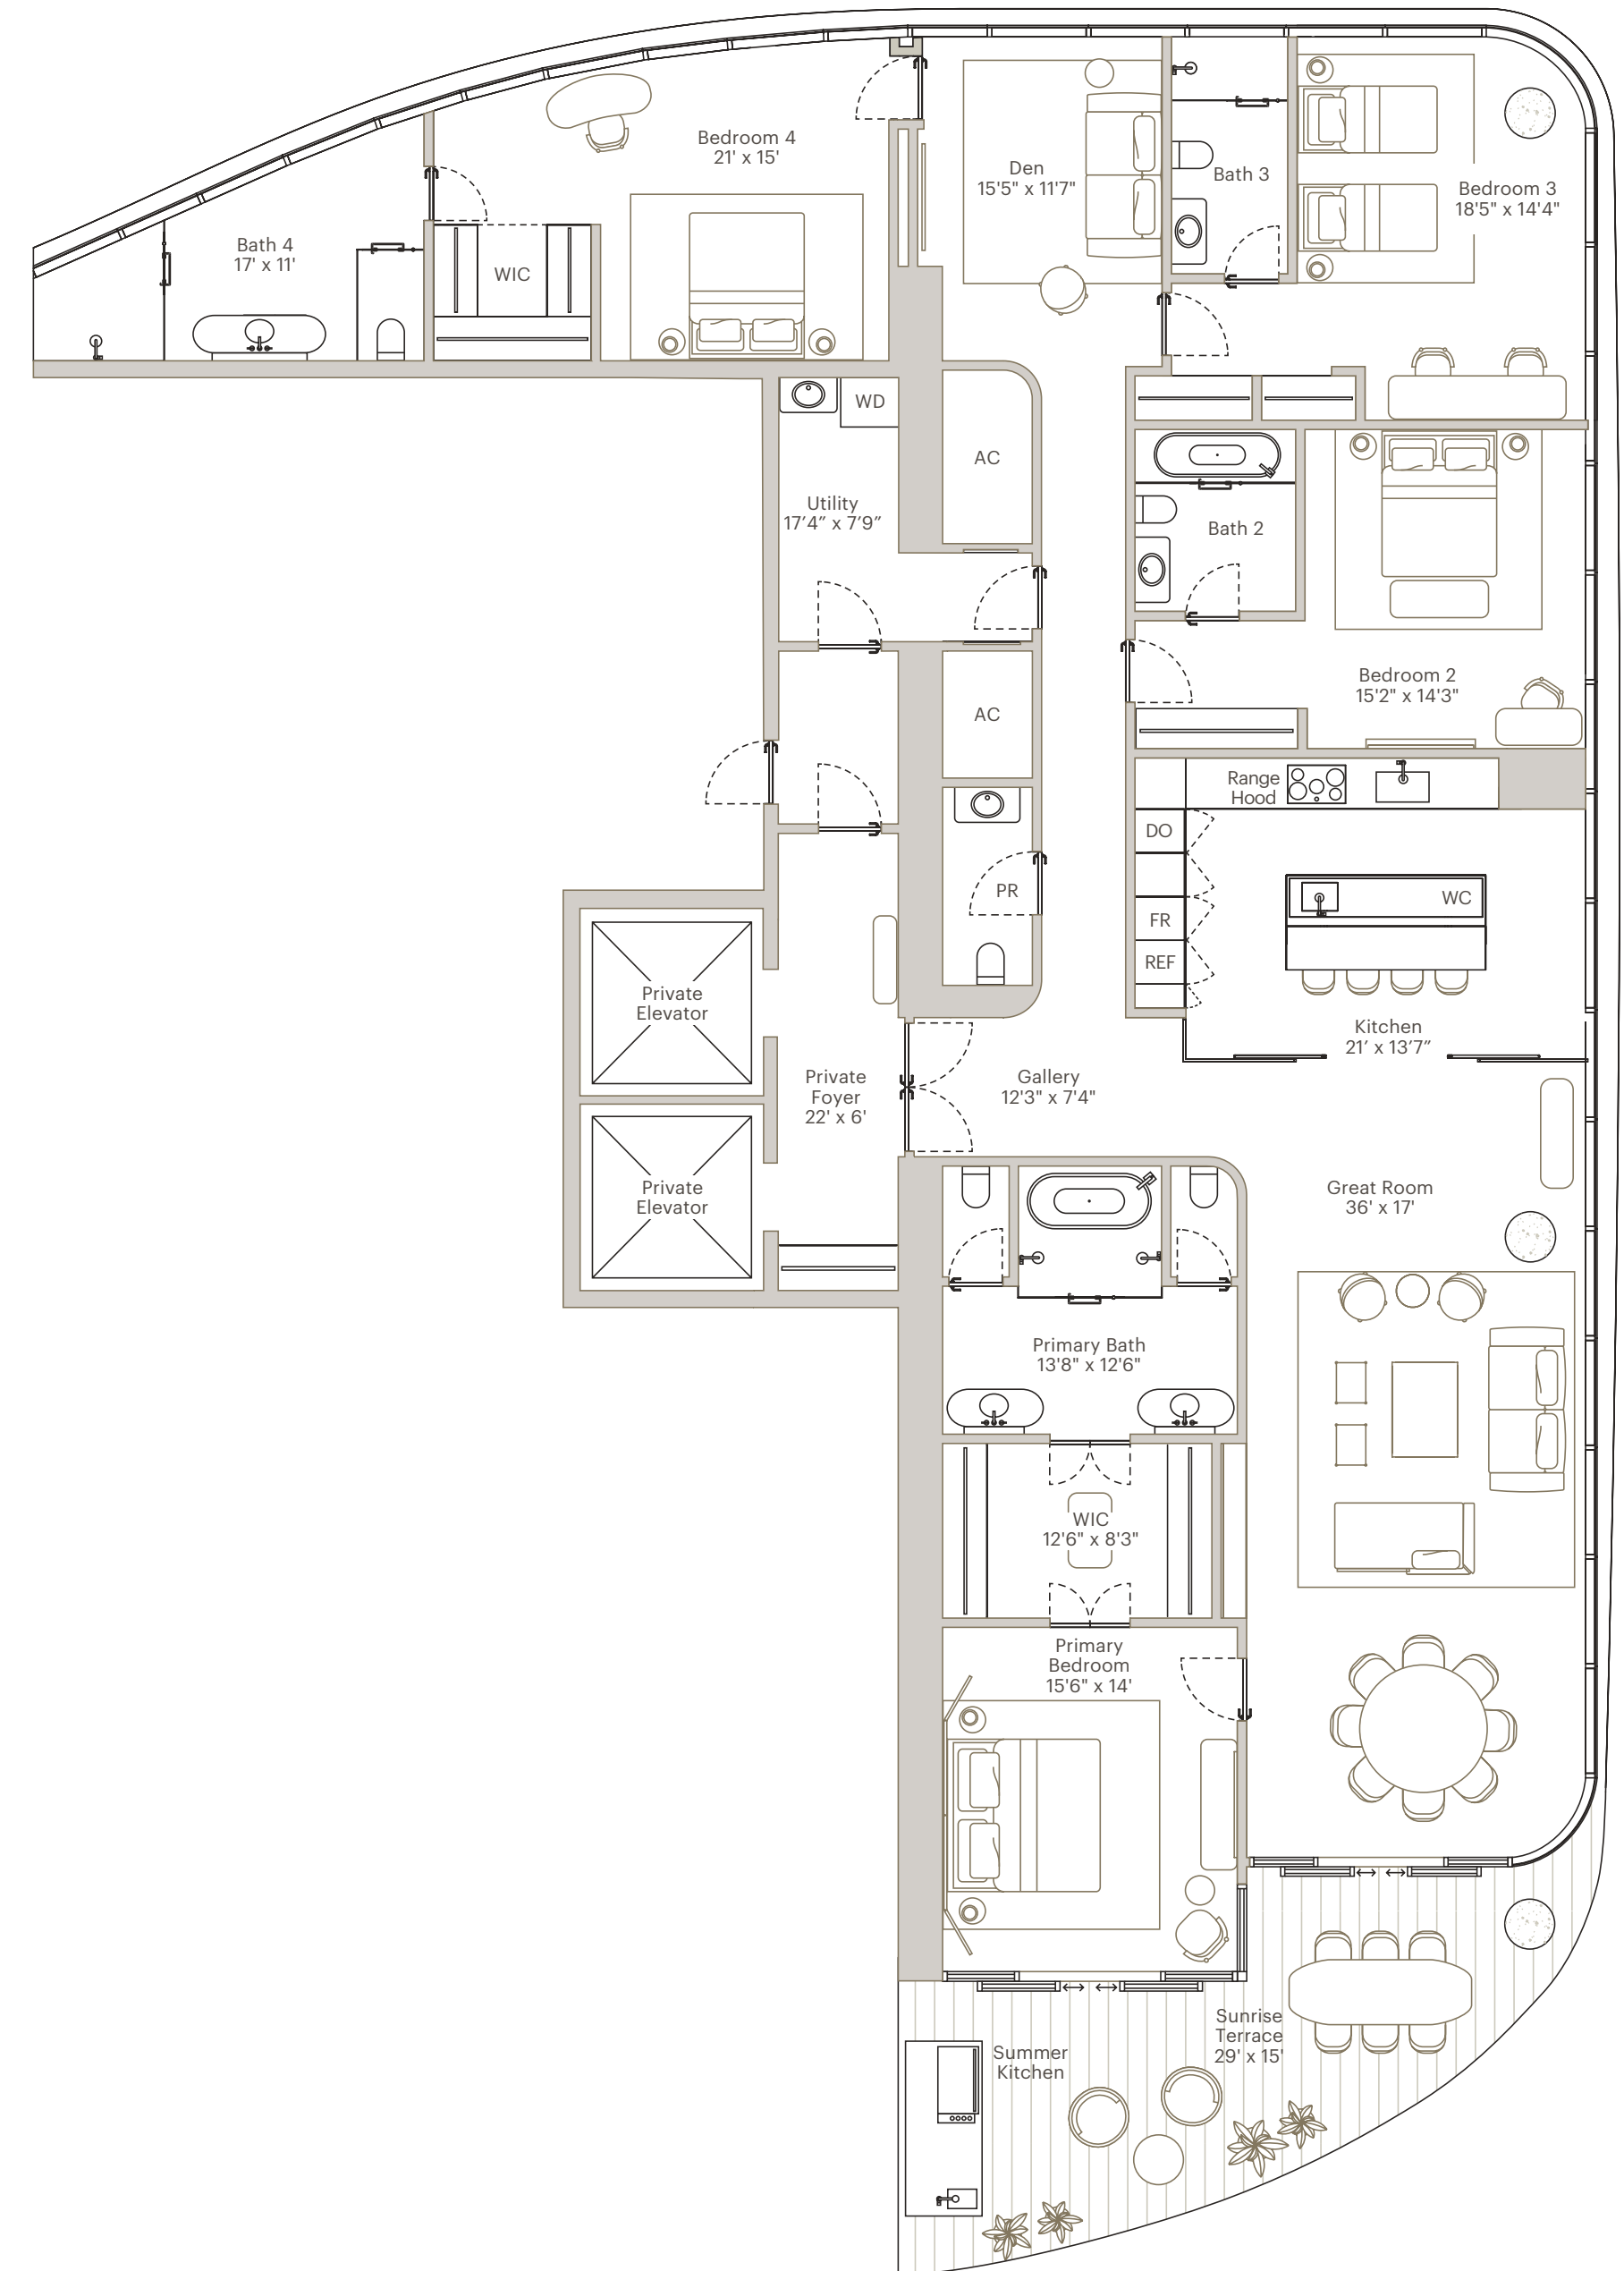 Bedroom 4
21' x 15'
Den
15'5" x 11'7"
Bath 3
Bedroom 3
18'5" x 14'4"
Bath 4
17' x 11'
WIC
WD
AC
Utility
17’4” x 7’9”
Bath 2
Bedroom 2
15'2" x 14'3"
AC
Range
Hood
DO
PR
WC
FR
REF
Private
Elevator
Kitchen
21’ x 13’7”
Private
Foyer
22' x 6'
Gallery
12'3" x 7'4"
Private
Elevator
Great Room
36' x 17'
Primary Bath
13'8" x 12'6"
WIC
12'6" x 8'3"
Primary
Bedroom
15'6" x 14'
Sunrise
Terrace
29' x 15'
Summer
Kitchen